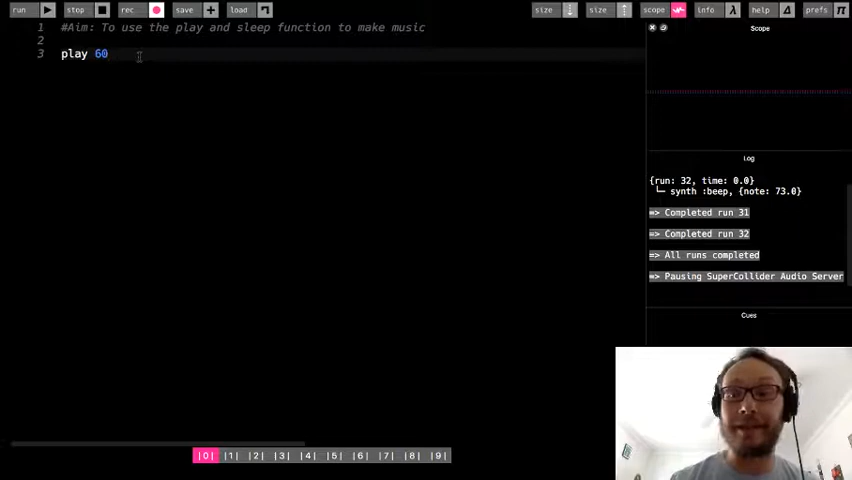 run stop rec save load size size scope info help prefs
1 #Aim: To use the play and sleep function to make music
2
3 play 60
Scope
Log
{run: 32, time: 0.0}
└─ synth :beep, {note: 73.0}
=> Completed run 31
=> Completed run 32
=> All runs completed
=> Pausing SuperCollider Audio Server
Cues
|0| |1| |2| |3| |4| |5| |6| |7| |8| |9|